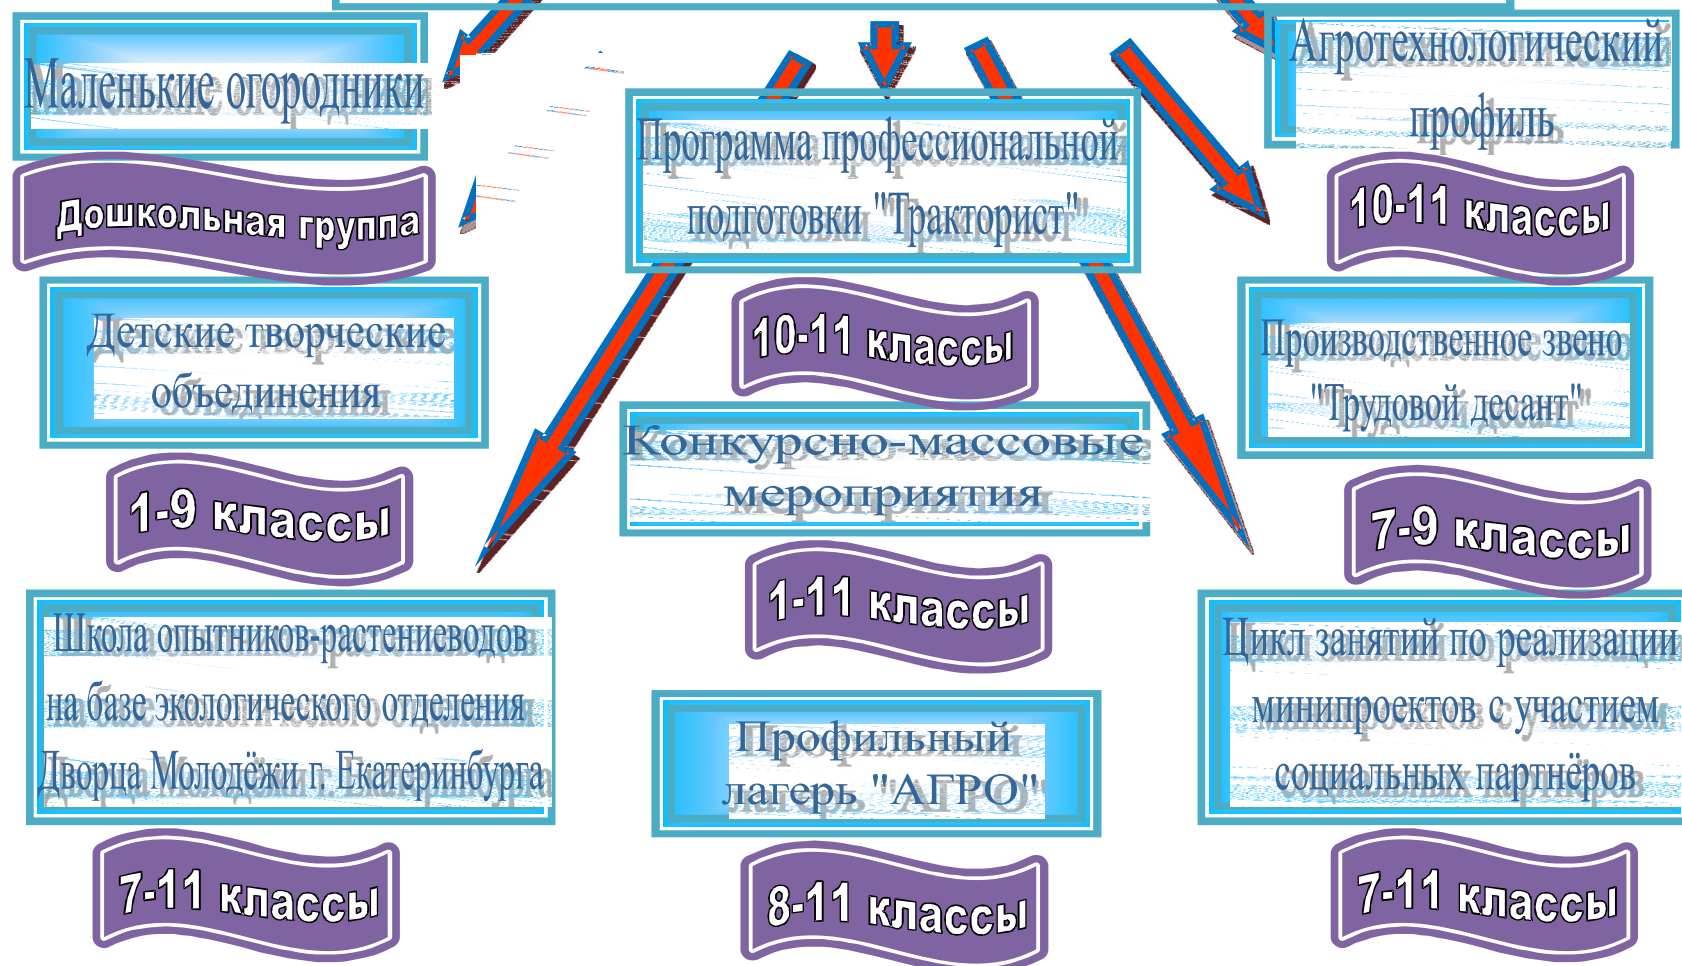 Маленькие огородники
Дошкольная группа
Детские творческие
объединения
1-9 классы
Школа опытников-растениеводов
на базе экологического отделения
Дворца Молодёжи г. Екатеринбурга
7-11 классы
Программа профессиональной
подготовки "Тракторист"
10-11 классы
Конкурсно-массовые
мероприятия
1-11 классы
Профильный
лагерь "АГРО"
8-11 классы
Агротехнологический
профиль
10-11 классы
Производственное звено
"Трудовой десант"
7-9 классы
Цикл занятий по реализации
минипроектов с участием
социальных партнёров
7-11 классы